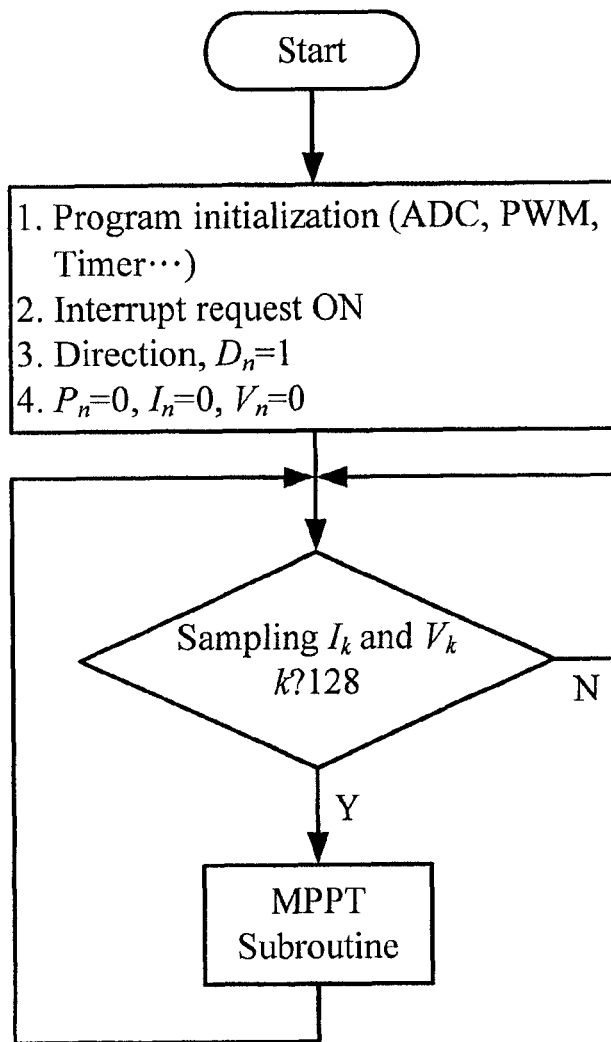 Start
1. Program initialization (ADC, PWM,
Timer···)
2. Interrupt request ON
3. Direction, Dₙ=1
4. Pₙ=0, Iₙ=0, Vₙ=0
Sampling Iₖ and Vₖ
k?128
N
Y
MPPT
Subroutine